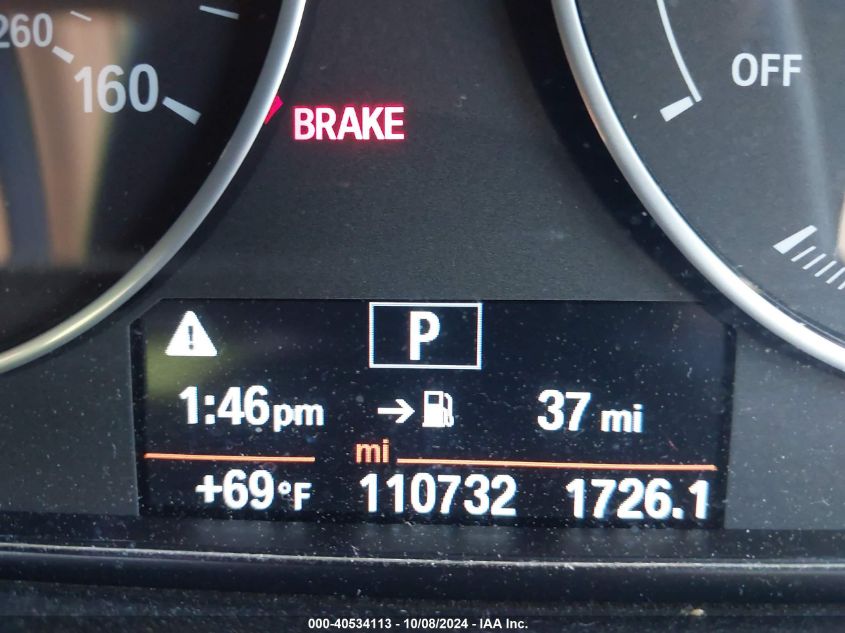 260
160
BRAKE
OFF
P
1:46pm
37 mi
mi
+69°F
110732
1726.1
000-40534113 - 10/08/2024 - IAA Inc.